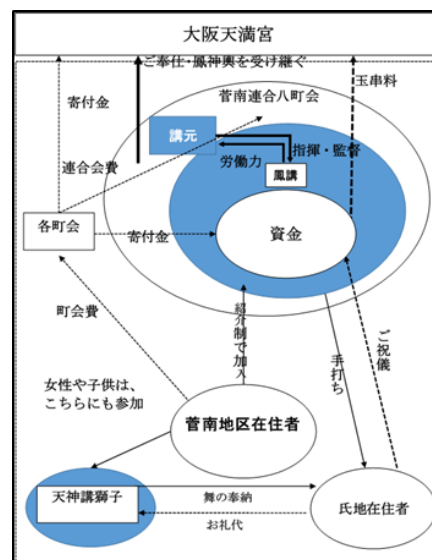 大阪天満宮
ご奉仕・鳳神輿を受け継ぐ
玉串料
寄付金
菅南連合八町会
講元
指揮・監督
連合会費
労働力
鳳講
各町会
寄付金
資金
町会費
紹介制で加入
手打ち
ご祝儀
女性や子供は、
こちらにも参加
菅南地区在住者
天神講獅子
舞の奉納
氏地在住者
お礼代